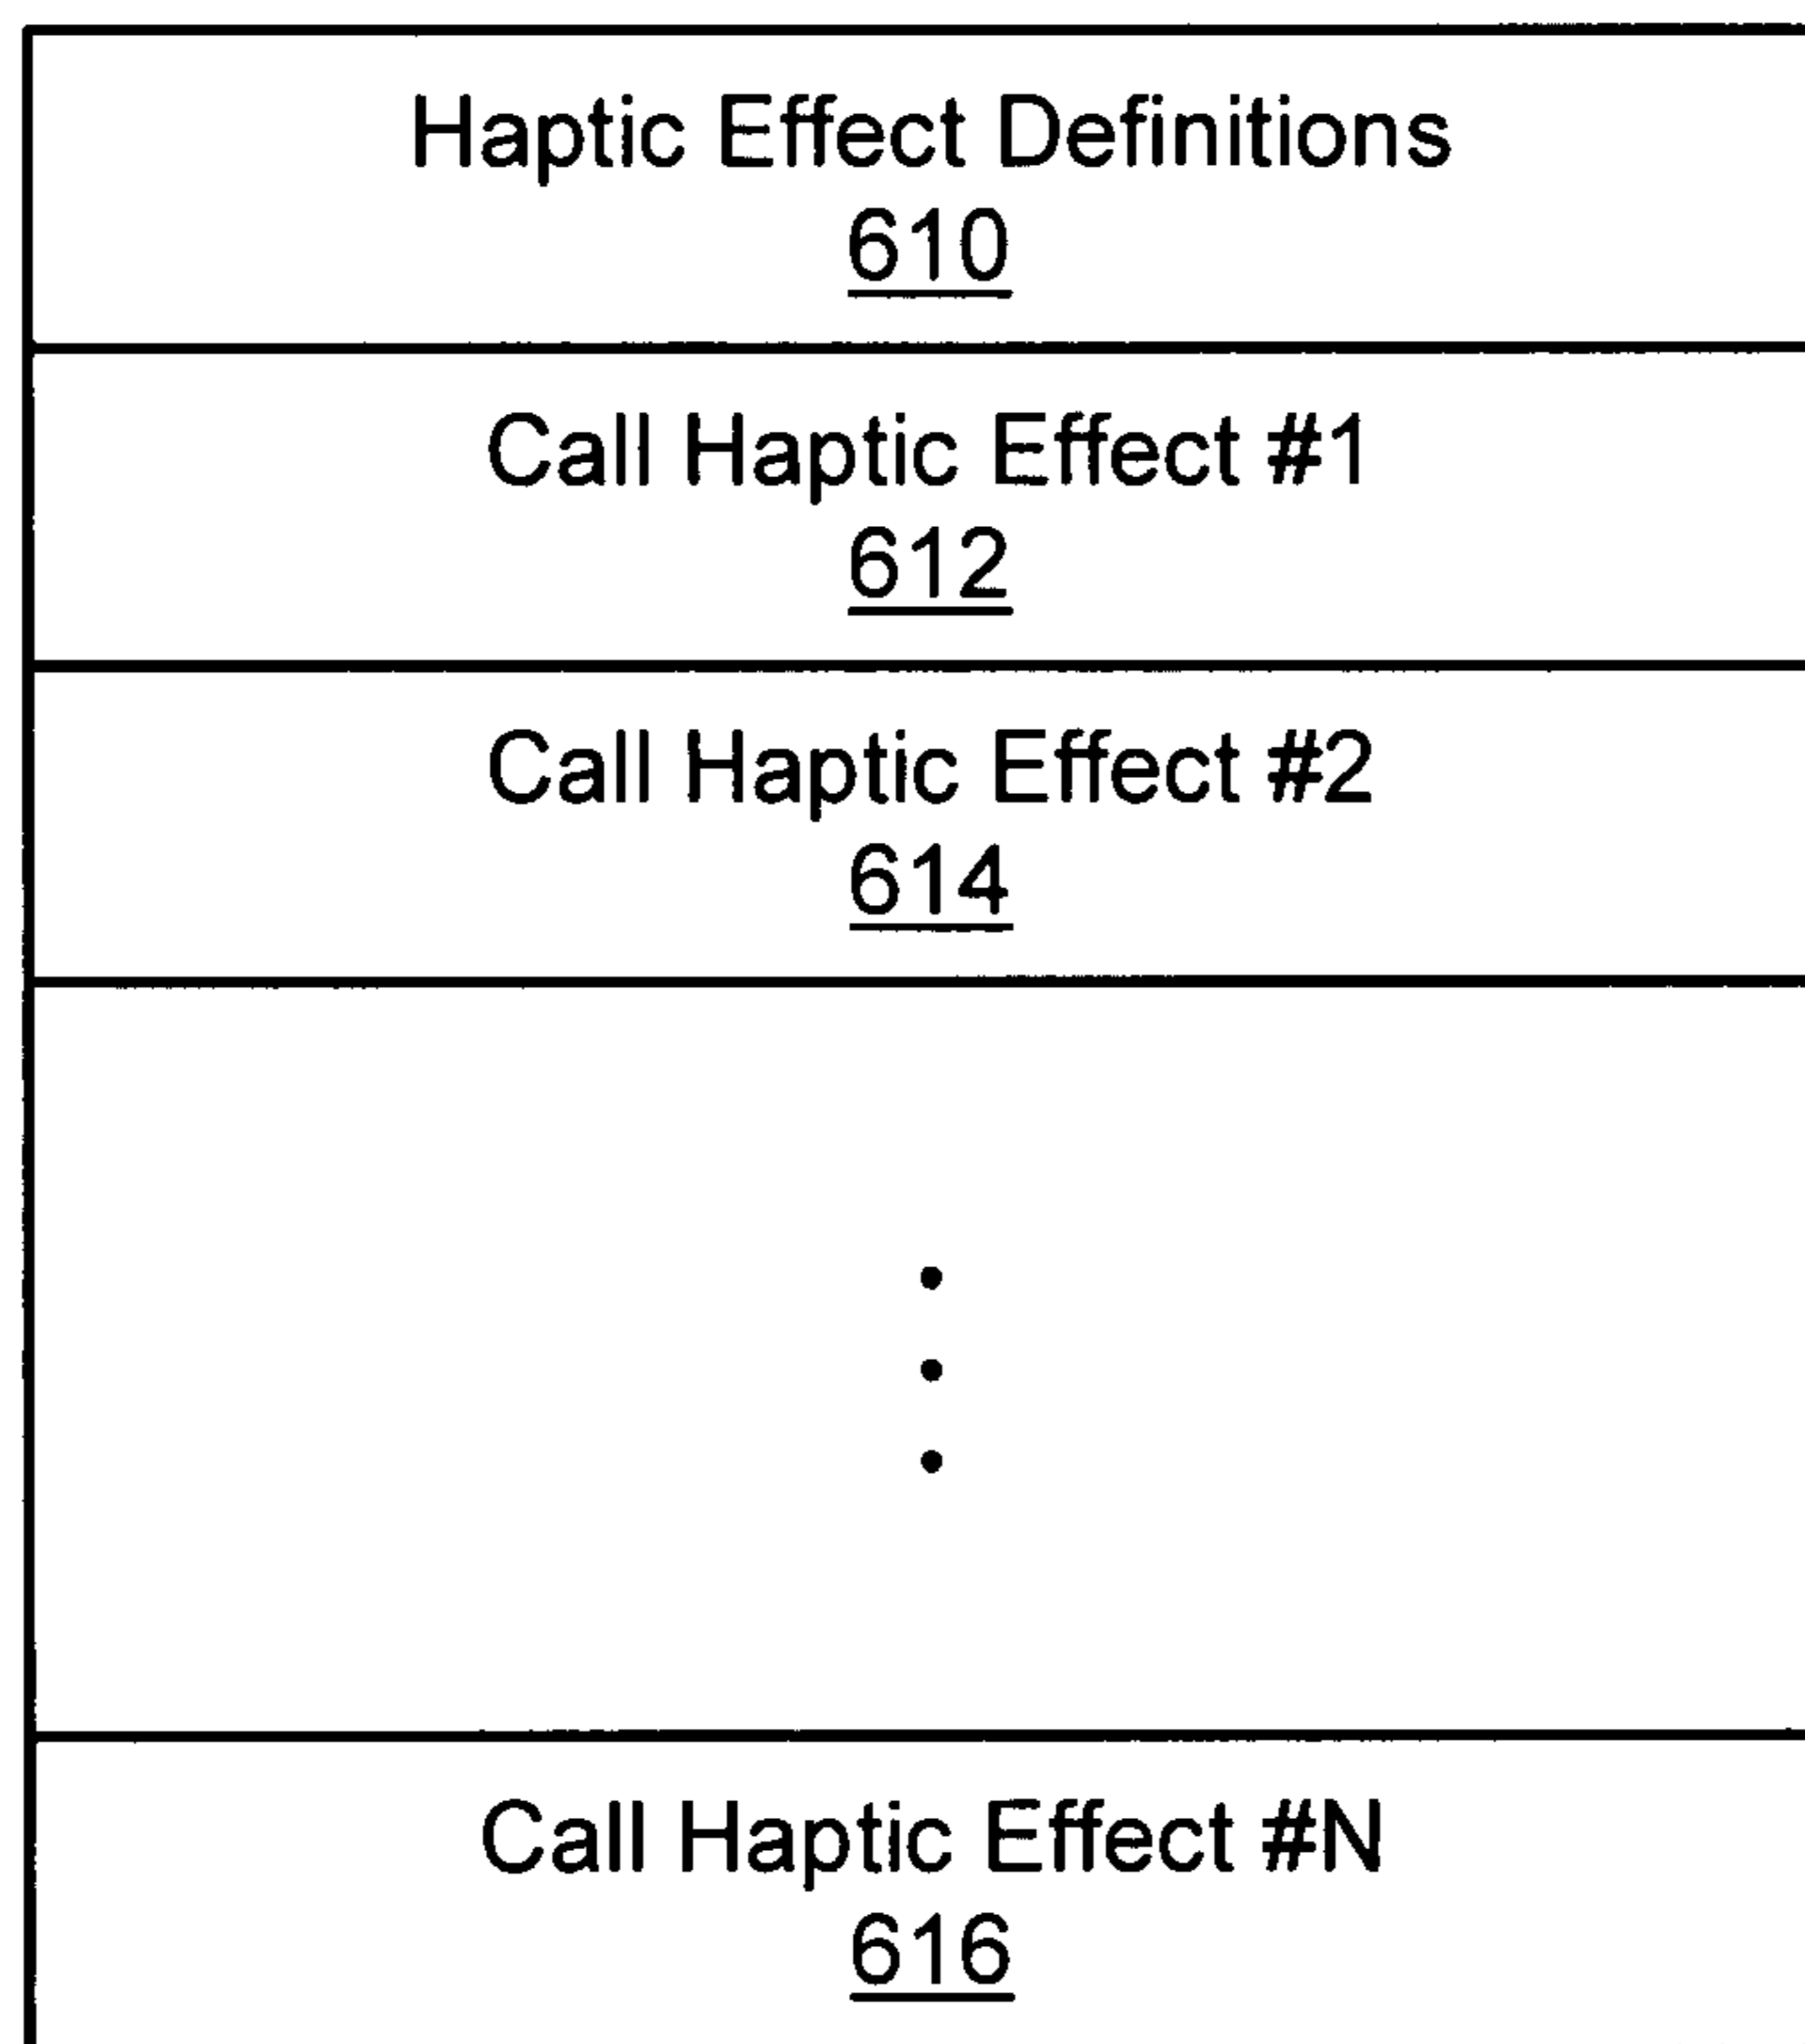 Haptic Effect Definitions
610
Call Haptic Effect #1
612
Call Haptic Effect #2
614
Call Haptic Effect #N
616